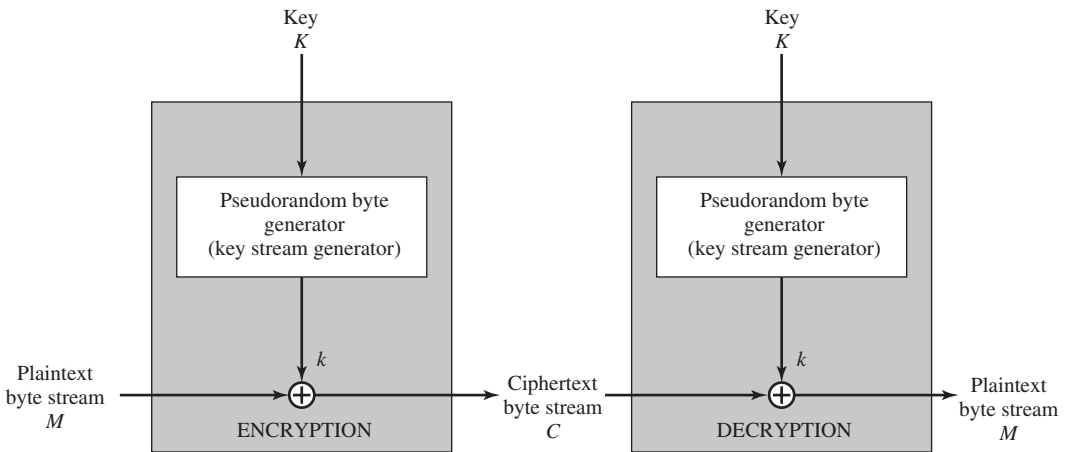 Key
K
Key
K
Pseudorandom byte
generator
(key stream generator)
Pseudorandom byte
generator
(key stream generator)
k
k
Plaintext
byte stream
M
Ciphertext
byte stream
C
Plaintext
byte stream
M
ENCRYPTION
DECRYPTION